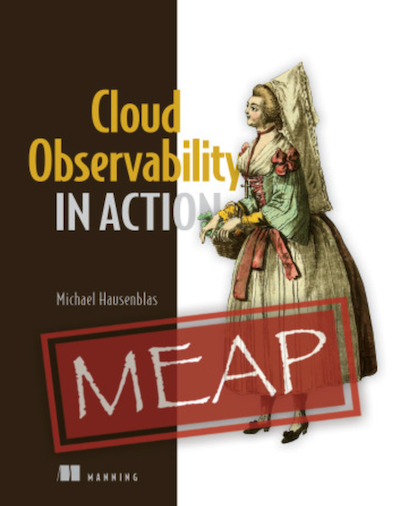 Cloud
Observability
IN ACTION
Michael Hausenblas
MEAP
MANNING